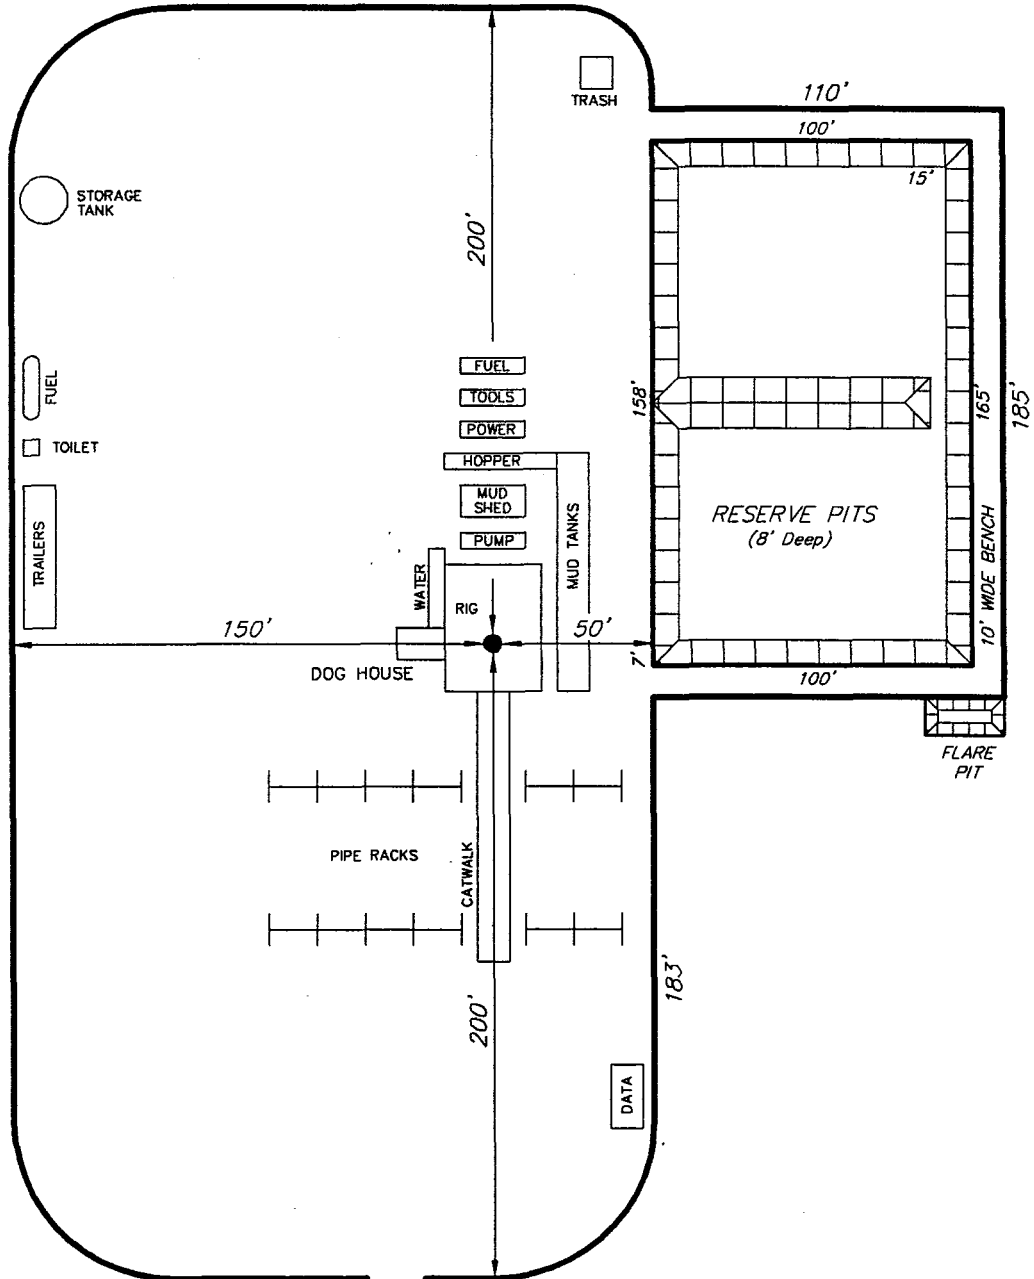 TRASH
110'
100'
15'
STORAGE
TANK
200'
FUEL
FUEL
TOOLS
POWER
158'
165'
185'
TOILET
HOPPER
MUD
SHED
PUMP
MUD TANKS
RESERVE PITS
(8' Deep)
10' WIDE BENCH
TRAILERS
WATER
RIG
150'
50'
7'
DOG HOUSE
100'
FLARE
PIT
PIPE RACKS
CATWALK
200'
183'
DATA